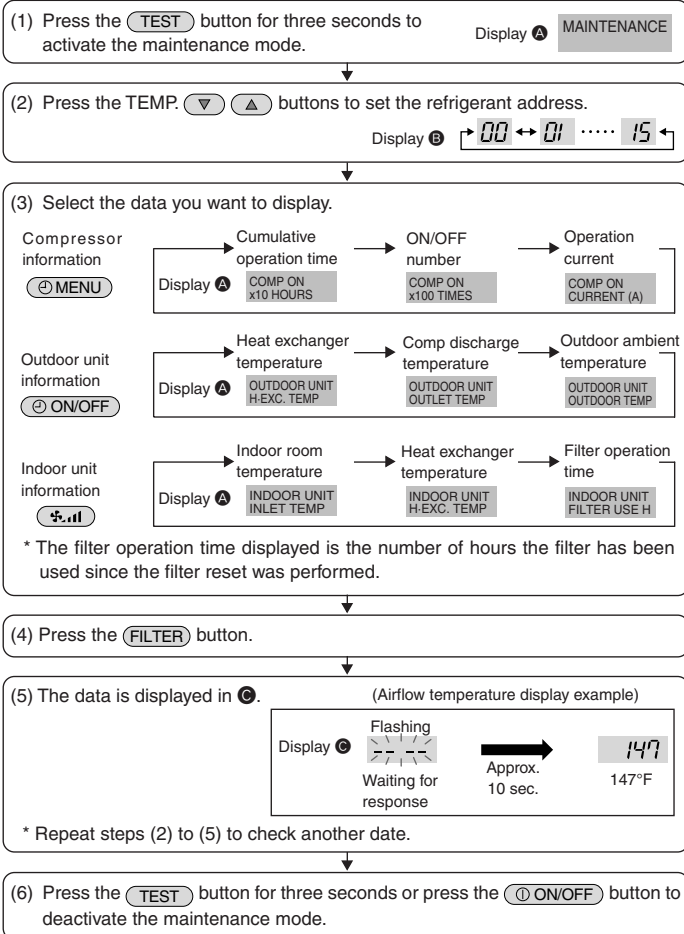 (1) Press the TEST button for three seconds to
activate the maintenance mode.
Display A MAINTENANCE
(2) Press the TEMP. ▼ ▲ buttons to set the refrigerant address.
Display B 00 ↔ 01 ····· 15
(3) Select the data you want to display.
Compressor
information
MENU
Cumulative
operation time
ON/OFF
number
Operation
current
Display A
COMP ON
x10 HOURS
COMP ON
x100 TIMES
COMP ON
CURRENT (A)
Outdoor unit
information
ON/OFF
Heat exchanger
temperature
Comp discharge
temperature
Outdoor ambient
temperature
Display A
OUTDOOR UNIT
H·EXC. TEMP
OUTDOOR UNIT
OUTLET TEMP
OUTDOOR UNIT
OUTDOOR TEMP
Indoor unit
information
Indoor room
temperature
Heat exchanger
temperature
Filter operation
time
Display A
INDOOR UNIT
INLET TEMP
INDOOR UNIT
H·EXC. TEMP
INDOOR UNIT
FILTER USE H
* The filter operation time displayed is the number of hours the filter has been
used since the filter reset was performed.
(4) Press the FILTER button.
(5) The data is displayed in C.
(Airflow temperature display example)
Display C
Flashing
-- --
Waiting for
response
Approx.
10 sec.
147
147°F
* Repeat steps (2) to (5) to check another date.
(6) Press the TEST button for three seconds or press the ON/OFF button to
deactivate the maintenance mode.